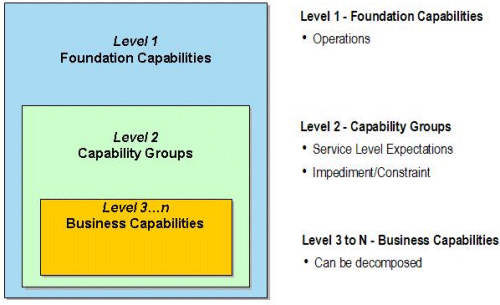 Level 1
Foundation Capabilities
Level 2
Capability Groups
Level 3...n
Business Capabilities
Level 1 - Foundation Capabilities
• Operations
Level 2 - Capability Groups
• Service Level Expectations
• Impediment/Constraint
Level 3 to N - Business Capabilities
• Can be decomposed